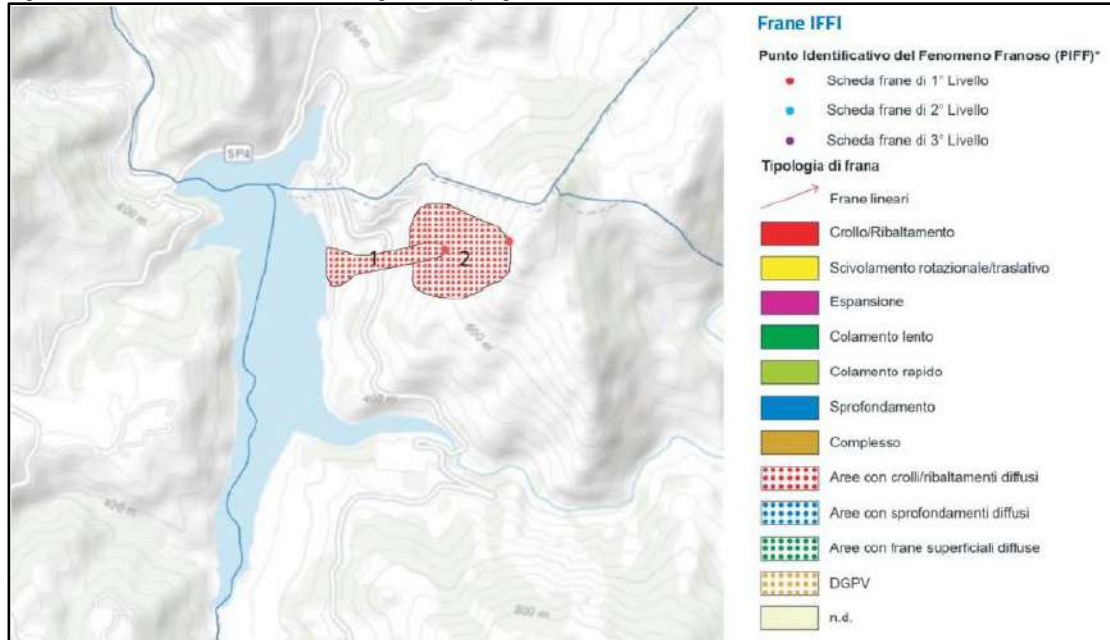 400 m
400 m
SP4
400 m
1
2
600 m
400 m
400 m
800 m
Frane IFFI
Punto Identificativo del Fenomeno Franoso (PIFF)*
Scheda frane di 1° Livello
Scheda frane di 2° Livello
Scheda frane di 3° Livello
Tipologia di frana
Frane lineari
Crollo/Ribaltamento
Scivolamento rotazionale/traslativo
Espansione
Colamento lento
Colamento rapido
Sprofondamento
Complesso
Aree con crolli/ribaltamenti diffusi
Aree con sprofondamenti diffusi
Aree con frane superficiali diffuse
DGPV
n.d.